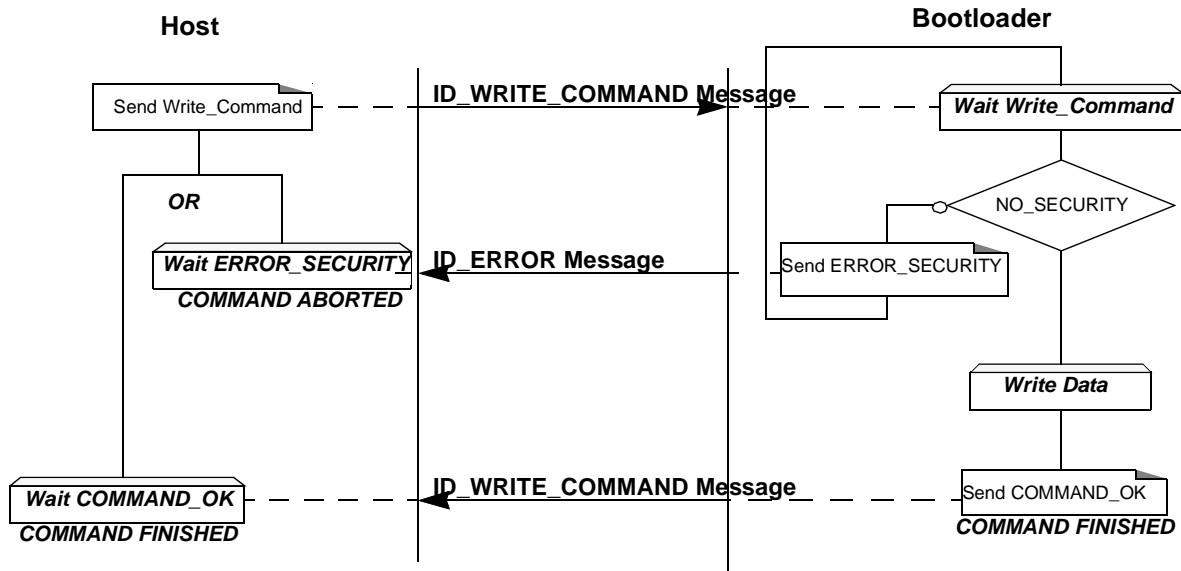 Host
Bootloader
Send Write_Command
ID_WRITE_COMMAND Message
Wait Write_Command
OR
NO_SECURITY
Wait ERROR_SECURITY
ID_ERROR Message
Send ERROR_SECURITY
COMMAND ABORTED
Write Data
Wait COMMAND_OK
ID_WRITE_COMMAND Message
Send COMMAND_OK
COMMAND FINISHED
COMMAND FINISHED